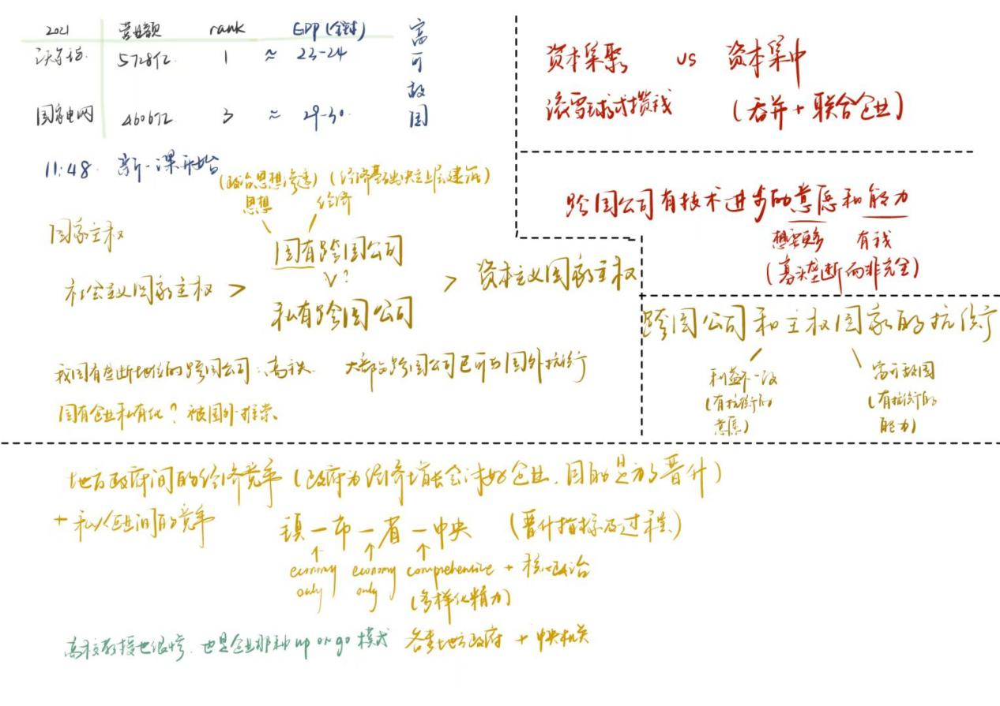 2021 营业额 rank GDP (全球)
沃尔玛 5728亿 1 ≈ 23-24
国家电网 4606亿 3 ≈ 29-30
富可敌国
11:48 新一课开始
资本集聚 vs 资本集中
滚雪球式攒钱 (吞并+联合企业)
跨国公司有技术进步的意愿和能力
想要更多 有钱
(寡头垄断而非完全)
(政治思想渗透) (经济基础决定上层建筑)
思想 经济
国家主权
国有跨国公司
社会主义国家主权 > V? > 资本主义国家主权
私有跨国公司
跨国公司和主权国家的抗衡
利益不一致 富可敌国
(有抗衡的意愿) (有抗衡的能力)
我国有垄断地位的跨国公司:高铁 大部分跨国公司已可与国外抗衡
国有企业私有化?被国外推崇
地方政府间的经济竞争(政府为经济增长会讨好企业,目的是为了晋升)
+ 私人企业间的竞争
镇一市一省一中央 (晋升指标及过程)
↑ ↑ ↑
economy only economy only comprehensive + 核心政治
(多样化精力)
高校教授也很惨,也是企业那种 up or go 模式 各季地方政府 + 中央机关